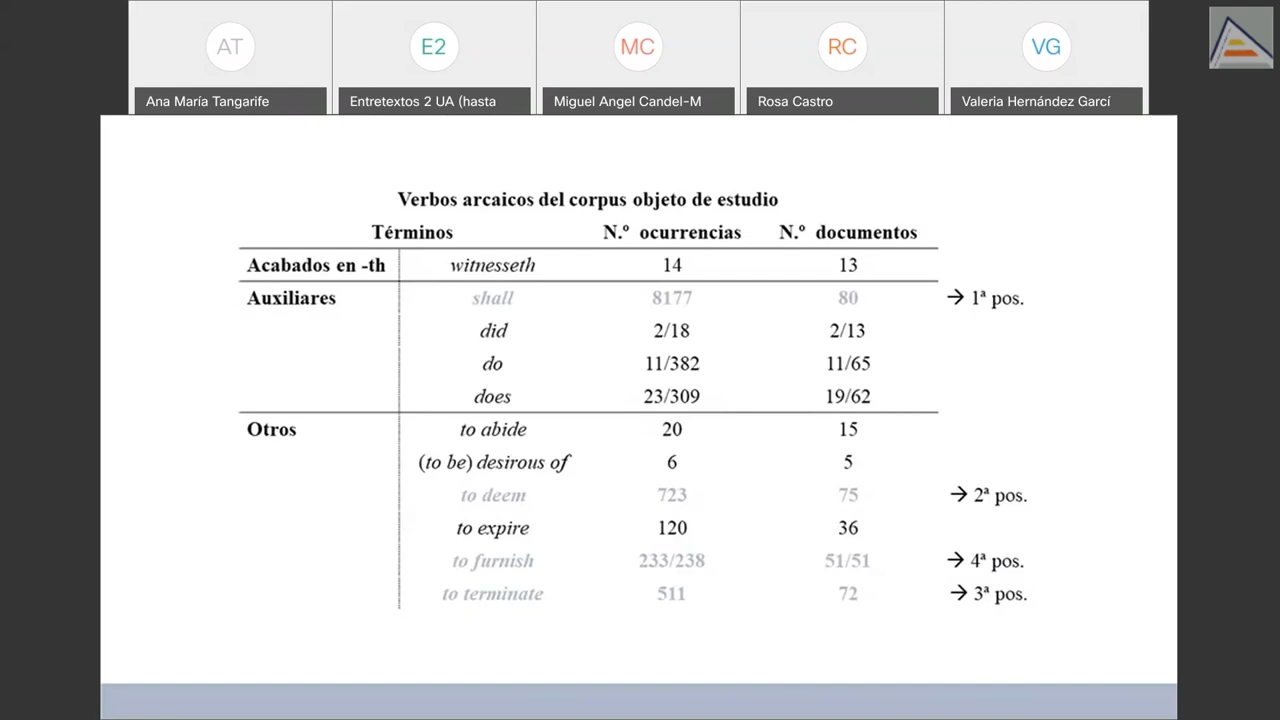 AT E2 MC RC VG
Ana María Tangarife Entretextos 2 UA (hasta Miguel Angel Candel-M Rosa Castro Valeria Hernández Garcí
Verbos arcaicos del corpus objeto de estudio
Términos N.º ocurrencias N.º documentos
Acabados en -th witnesseth 14 13
Auxiliares shall 8177 80 → 1ª pos.
did 2/18 2/13
do 11/382 11/65
does 23/309 19/62
Otros to abide 20 15
(to be) desirous of 6 5
to deem 723 75 → 2ª pos.
to expire 120 36
to furnish 233/238 51/51 → 4ª pos.
to terminate 511 72 → 3ª pos.